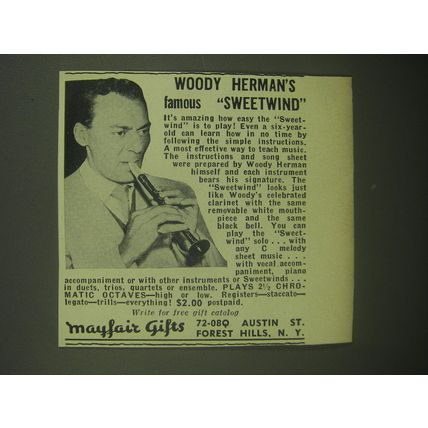 WOODY HERMAN'S
famous "SWEETWIND"
It's amazing how easy the "Sweet-
wind" is to play! Even a six-year-
old can learn how in no time by
following the simple instructions.
A most effective way to teach music.
The instructions and song sheet
were prepared by Woody Herman
himself and each instrument
bears his signature. The
"Sweetwind" looks just
like Woody's celebrated
clarinet with the same
removable white mouth-
piece and the same
black bell. You can
play the "Sweet-
wind" solo . . . with
any C melody
sheet music . . .
with vocal accom-
paniment, piano
accompaniment or with other instruments or Sweetwinds . . .
in duets, trios, quartets or ensemble. PLAYS 2½ CHRO-
MATIC OCTAVES—high or low. Registers—staccato—
legato—trills—everything! $2.00 postpaid.
Write for free gift catalog
Mayfair Gifts
72-08Q AUSTIN ST.
FOREST HILLS, N. Y.